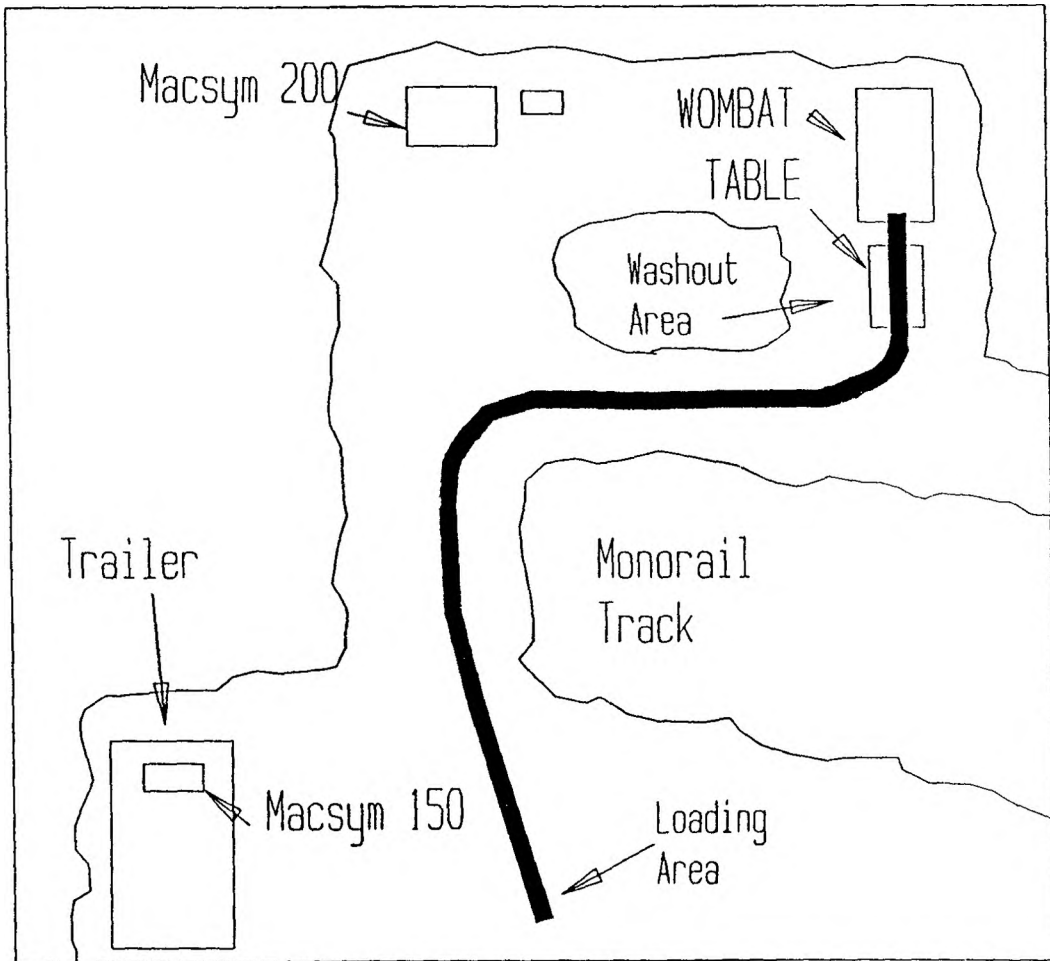 Macsym 200
WOMBAT
TABLE
Washout
Area
Trailer
Monorail
Track
Macsym 150
Loading
Area